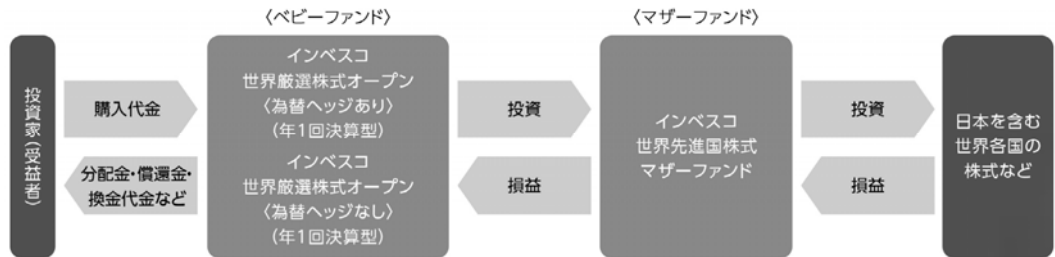 〈ベビーファンド〉
〈マザーファンド〉
投資家(受益者)
購入代金
分配金・償還金・
換金代金など
インベスコ
世界厳選株式オープン
〈為替ヘッジあり〉
(年1回決算型)
インベスコ
世界厳選株式オープン
〈為替ヘッジなし〉
(年1回決算型)
投資
損益
インベスコ
世界先進国株式
マザーファンド
投資
損益
日本を含む
世界各国の
株式など